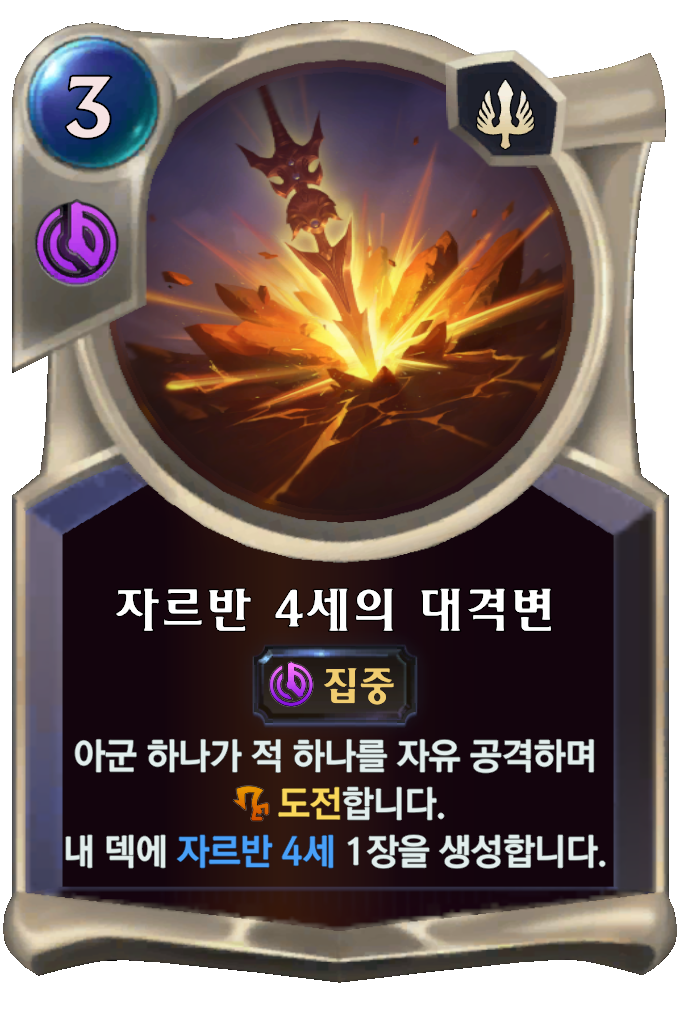 3
자르반 4세의 대격변
집중
아군 하나가 적 하나를 자유 공격하며
도전합니다.
내 덱에 자르반 4세 1장을 생성합니다.